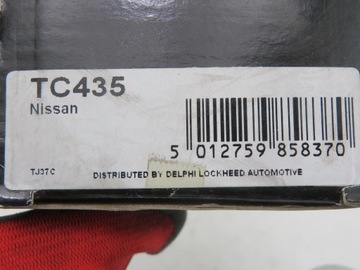 TC435
Nissan
5 012759 858370
TJ37C DISTRIBUTED BY DELPHI LOCKHEED AUTOMOTIVE